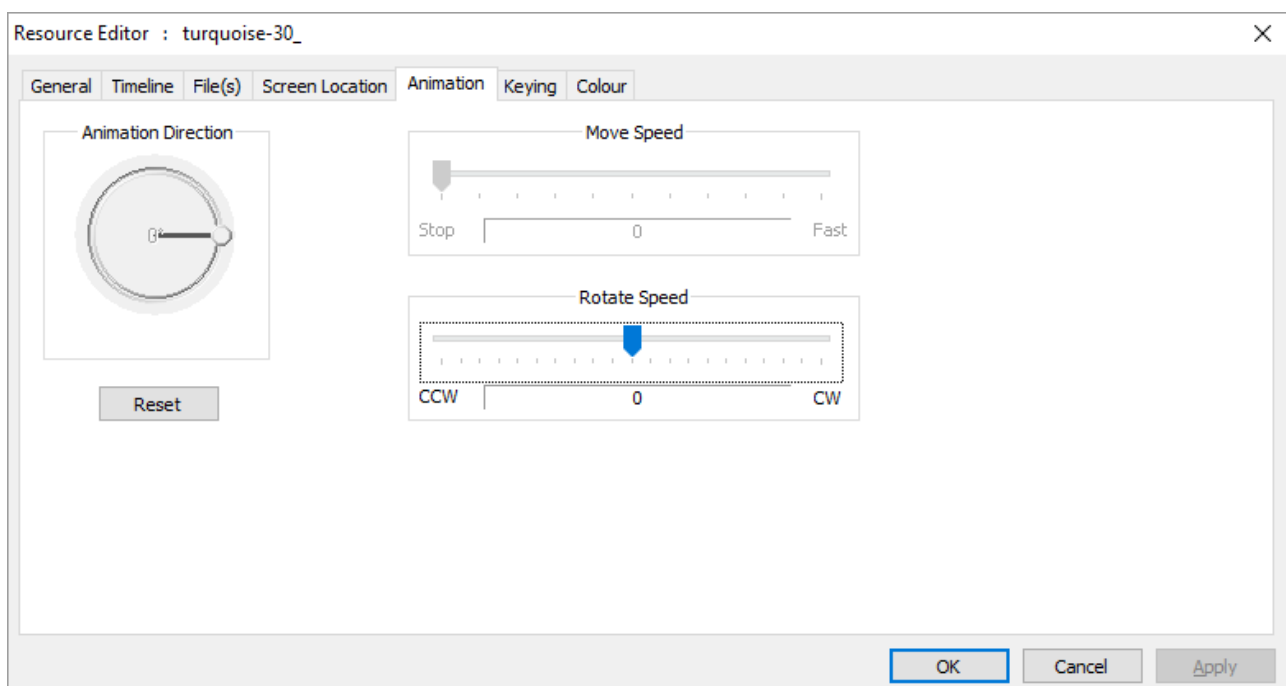 Resource Editor : turquoise-30_
General Timeline File(s) Screen Location Animation Keying Colour
Animation Direction
0°
Reset
Move Speed
Stop 0 Fast
Rotate Speed
CCW 0 CW
OK Cancel Apply